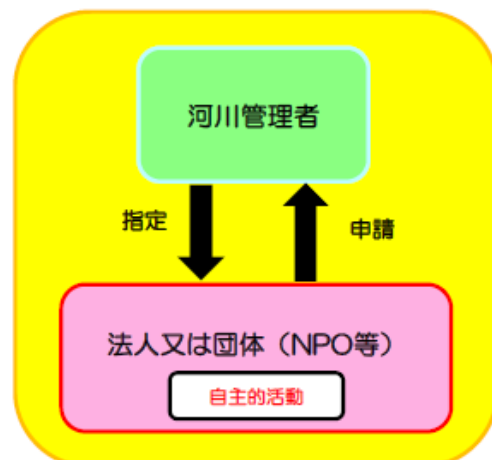 河川管理者
指定
申請
法人又は団体（NPO等）
自主的活動